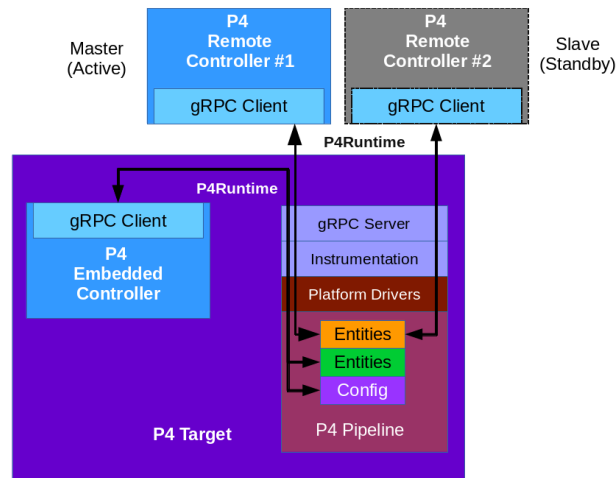 Master
(Active)
P4
Remote
Controller #1
gRPC Client
P4
Remote
Controller #2
gRPC Client
Slave
(Standby)
P4Runtime
P4Runtime
gRPC Client
P4
Embedded
Controller
gRPC Server
Instrumentation
Platform Drivers
Entities
Entities
Config
P4 Pipeline
P4 Target